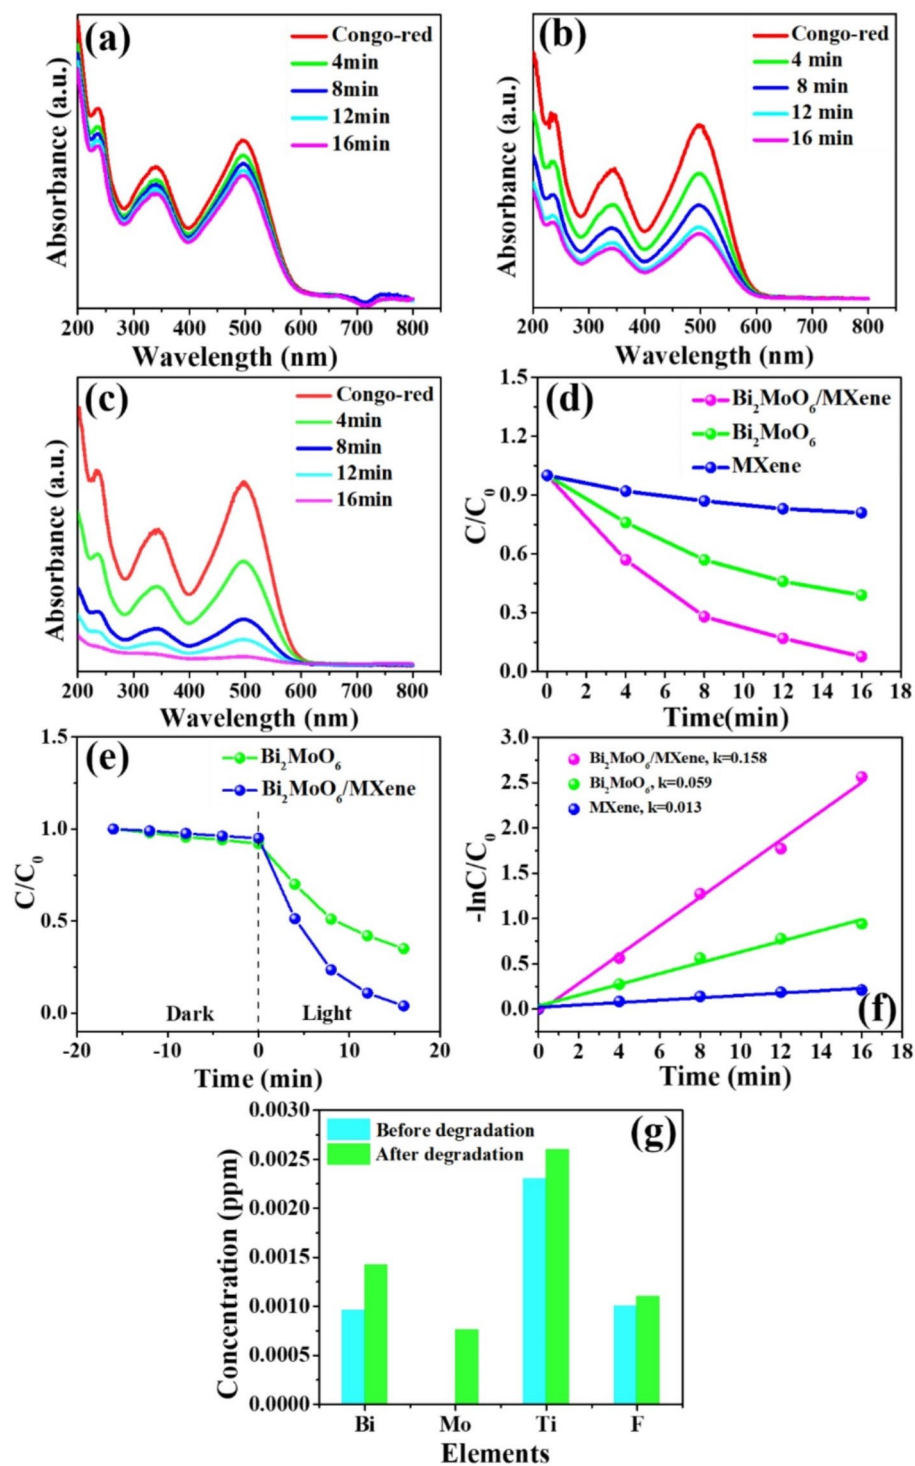 (a)
Congo-red
4min
8min
12min
16min
Absorbance (a.u.)
200 300 400 500 600 700 800
Wavelength (nm)
(b)
Congo-red
4 min
8 min
12 min
16 min
Absorbance (a.u.)
200 300 400 500 600 700 800
Wavelength (nm)
(c)
Congo-red
4min
8min
12min
16min
Absorbance (a.u.)
200 300 400 500 600 700 800
Wavelength (nm)
(d)
Bi₂MoO₆/MXene
Bi₂MoO₆
MXene
C/C₀
1.5
1.2
0.9
0.6
0.3
0.0
0 2 4 6 8 10 12 14 16 18
Time(min)
(e)
Bi₂MoO₆
Bi₂MoO₆/MXene
C/C₀
1.5
1.0
0.5
0.0
Dark Light
-20 -10 0 10 20
Time (min)
Bi₂MoO₆/MXene, k=0.158
Bi₂MoO₆, k=0.059
MXene, k=0.013
-lnC/C₀
3.0
2.5
2.0
1.5
1.0
0.5
0.0
(f)
0 2 4 6 8 10 12 14 16 18
Time (min)
(g)
Before degradation
After degradation
Concentration (ppm)
0.0030
0.0025
0.0020
0.0015
0.0010
0.0005
0.0000
Bi Mo Ti F
Elements